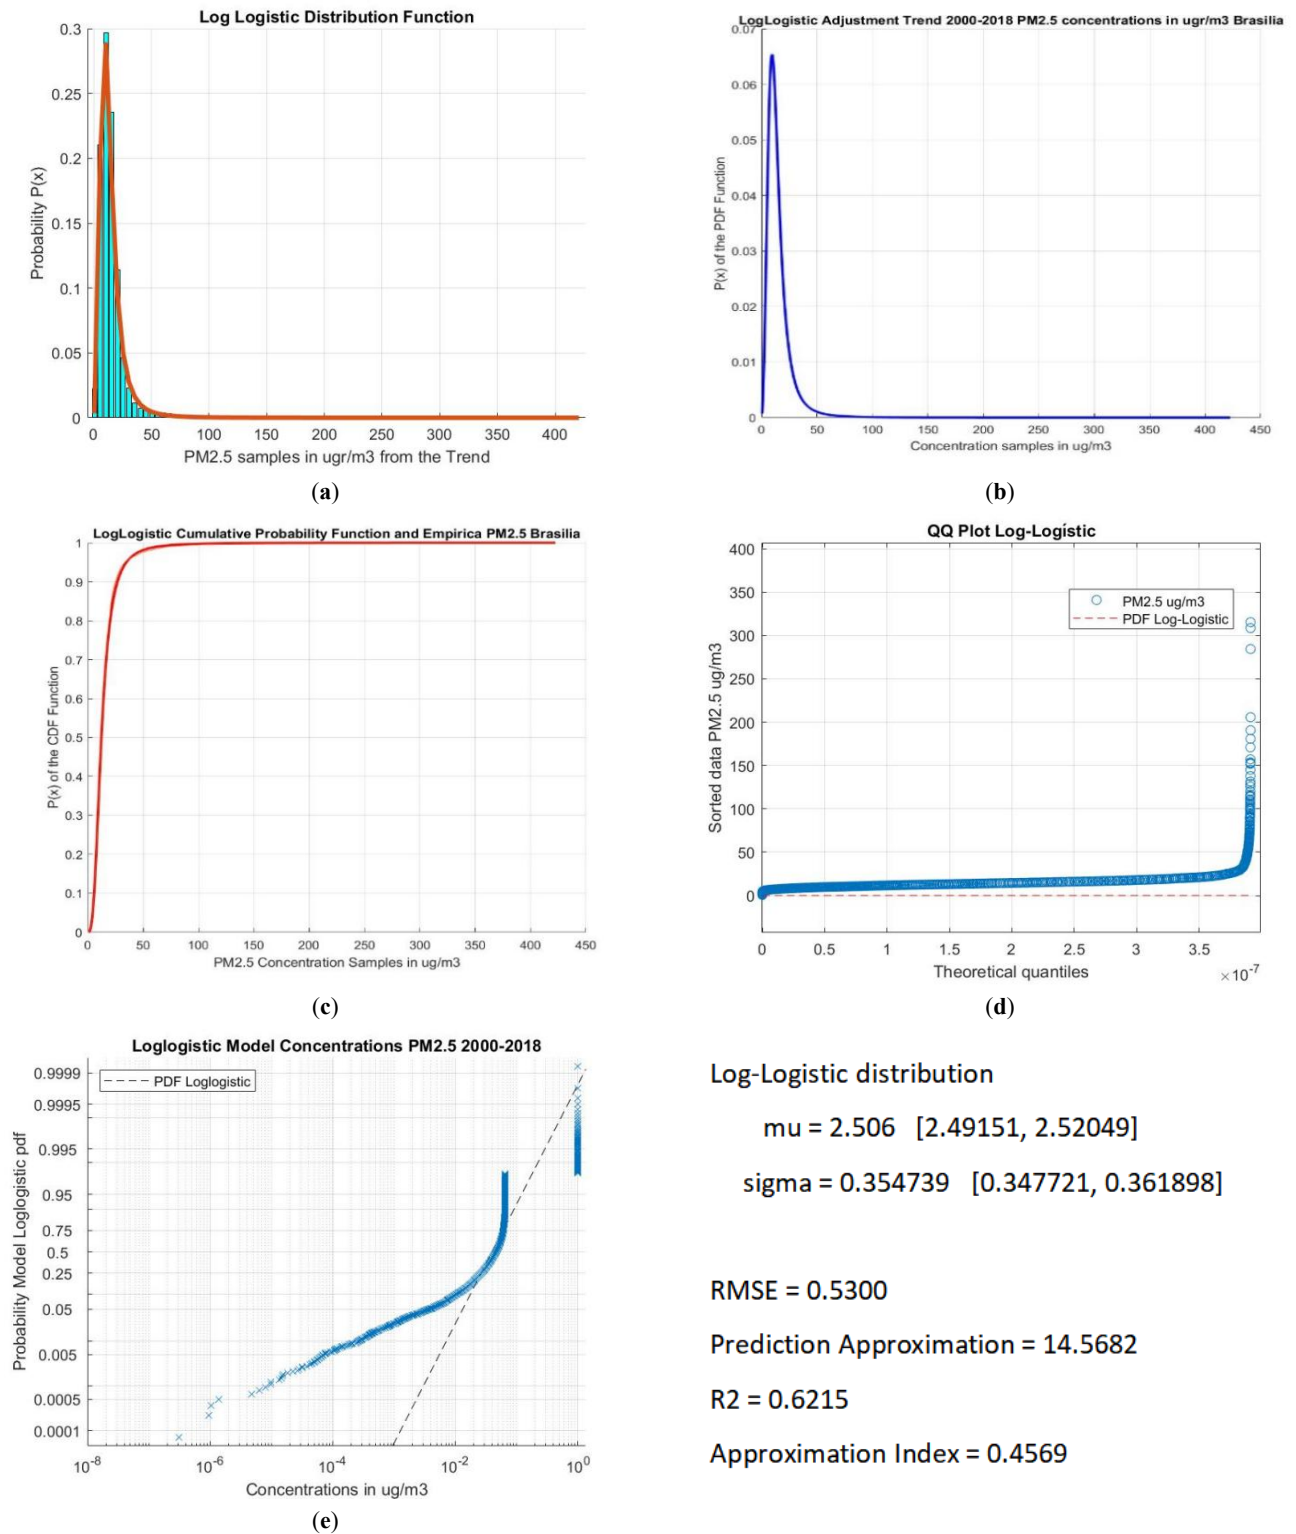 Log Logistic Distribution Function
Probability P(x)
0.3
0.25
0.2
0.15
0.1
0.05
0
0 50 100 150 200 250 300 350 400
PM2.5 samples in ugr/m3 from the Trend
(a)
LogLogistic Adjustment Trend 2000-2018 PM2.5 concentrations in ugr/m3 Brasilia
P(x) of the PDF Function
0.07
0.06
0.05
0.04
0.03
0.02
0.01
0
0 50 100 150 200 250 300 350 400 450
Concentration samples in ug/m3
(b)
LogLogistic Cumulative Probability Function and Empirica PM2.5 Brasilia
P(x) of the CDF Function
1
0.9
0.8
0.7
0.6
0.5
0.4
0.3
0.2
0.1
0
0 50 100 150 200 250 300 350 400 450
PM2.5 Concentration Samples in ug/m3
(c)
QQ Plot Log-Logistic
Sorted data PM2.5 ug/m3
400
350
300
250
200
150
100
50
0
PM2.5 ug/m3
PDF Log-Logistic
0 0.5 1 1.5 2 2.5 3 3.5
×10-7
Theoretical quantiles
(d)
Loglogistic Model Concentrations PM2.5 2000-2018
Probability Model Loglogistic pdf
PDF Loglogistic
0.9999
0.9995
0.995
0.95
0.75
0.5
0.25
0.05
0.005
0.0005
0.0001
10-8 10-6 10-4 10-2 100
Concentrations in ug/m3
(e)
Log-Logistic distribution
mu = 2.506 [2.49151, 2.52049]
sigma = 0.354739 [0.347721, 0.361898]
RMSE = 0.5300
Prediction Approximation = 14.5682
R2 = 0.6215
Approximation Index = 0.4569